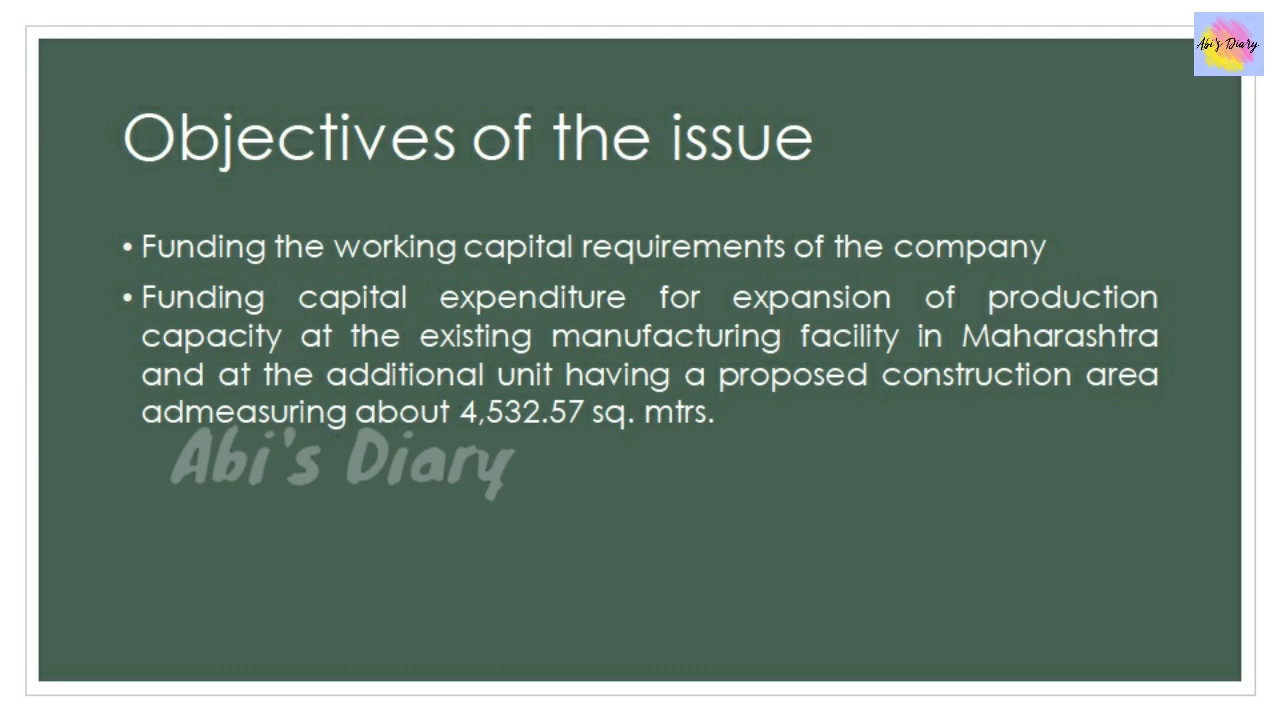 Abi's Diary
Objectives of the issue
• Funding the working capital requirements of the company
• Funding capital expenditure for expansion of production
capacity at the existing manufacturing facility in Maharashtra
and at the additional unit having a proposed construction area
admeasuring about 4,532.57 sq. mtrs.
Abi's Diary